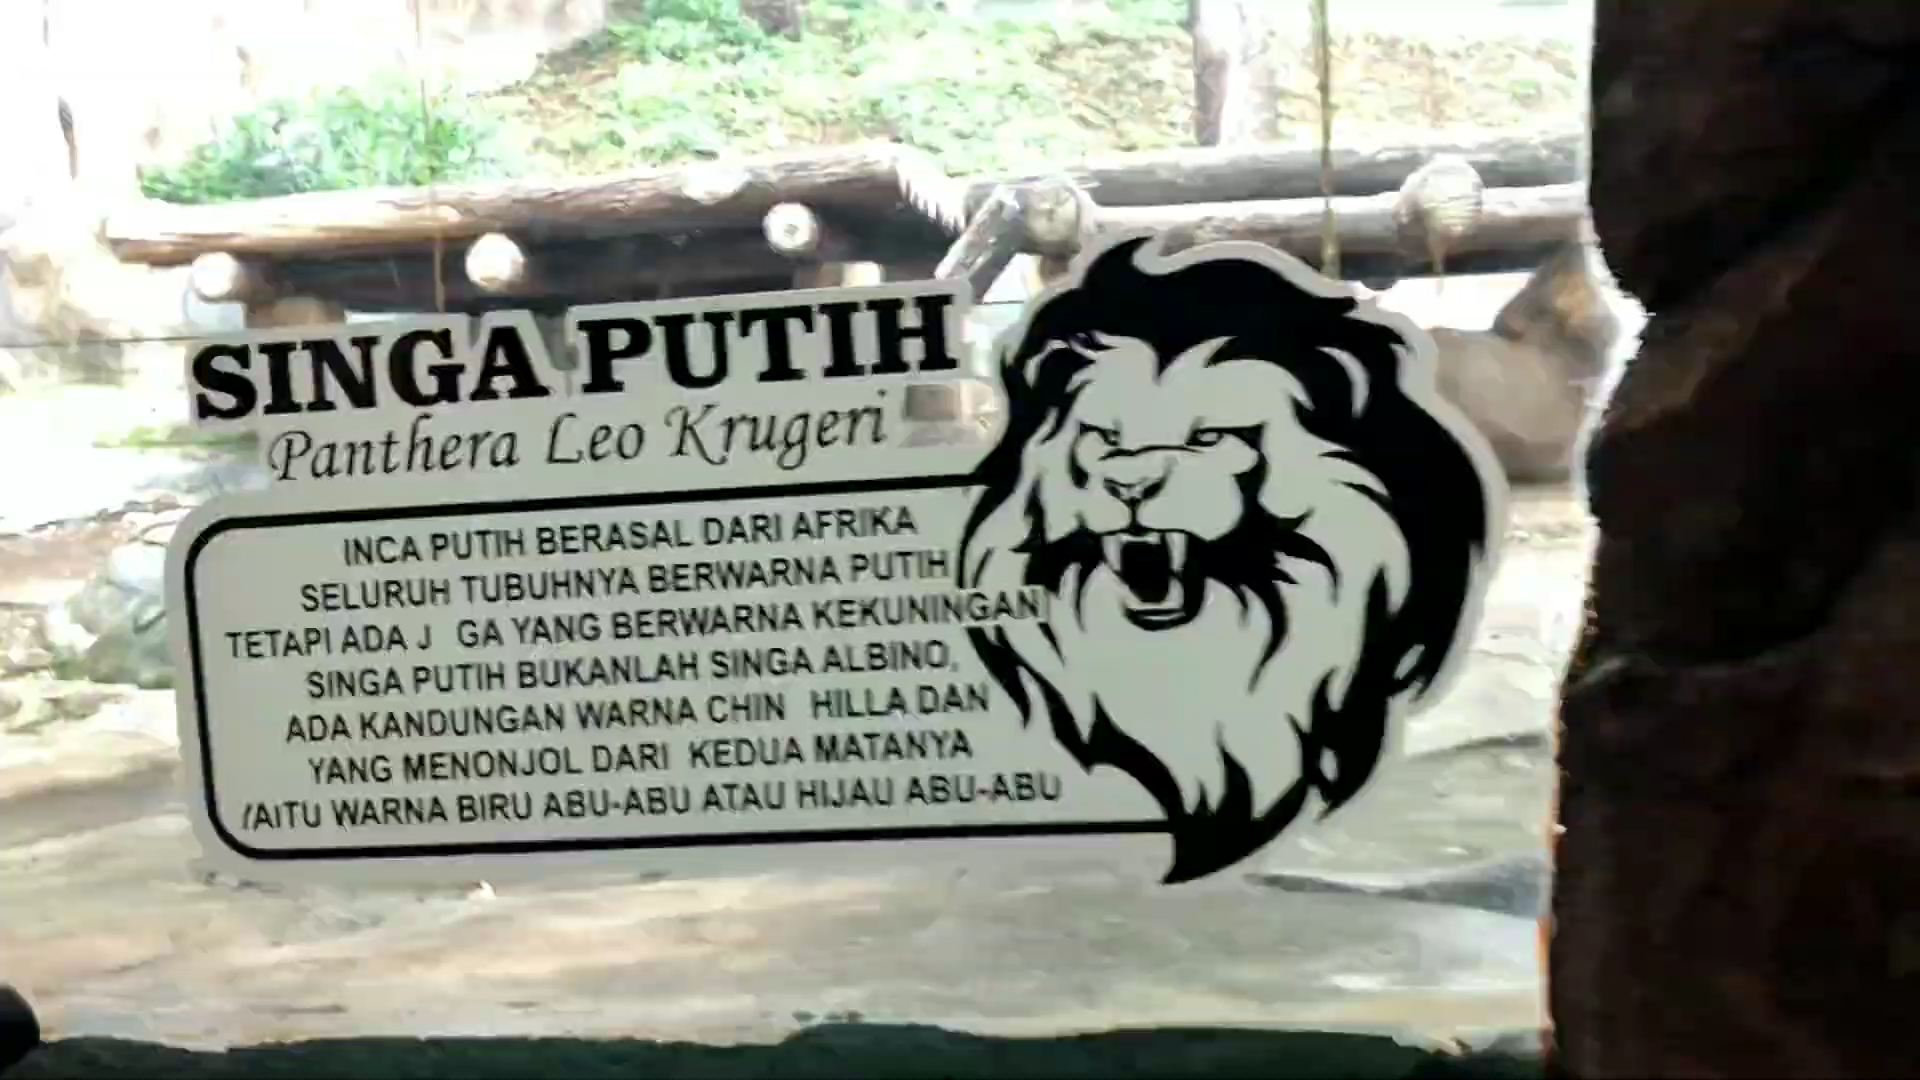 SINGA PUTIH
Panthera Leo Krugeri
INCA PUTIH BERASAL DARI AFRIKA
SELURUH TUBUHNYA BERWARNA PUTIH
TETAPI ADA J GA YANG BERWARNA KEKUNINGAN
SINGA PUTIH BUKANLAH SINGA ALBINO,
ADA KANDUNGAN WARNA CHIN HILLA DAN
YANG MENONJOL DARI KEDUA MATANYA
/AITU WARNA BIRU ABU-ABU ATAU HIJAU ABU-ABU